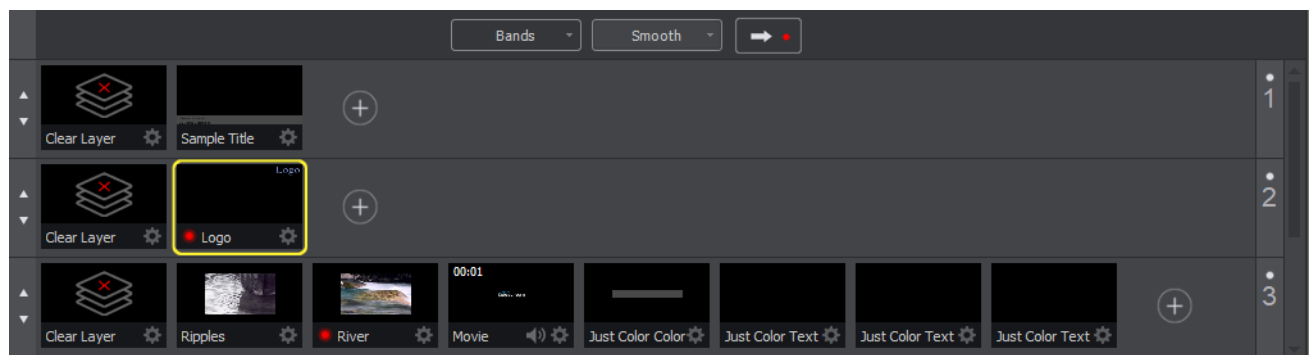 Bands
Smooth
Clear Layer
Sample Title
1
Logo
Clear Layer
Logo
2
00:01
Clear Layer
Ripples
River
Movie
Just Color Color
Just Color Text
Just Color Text
Just Color Text
3